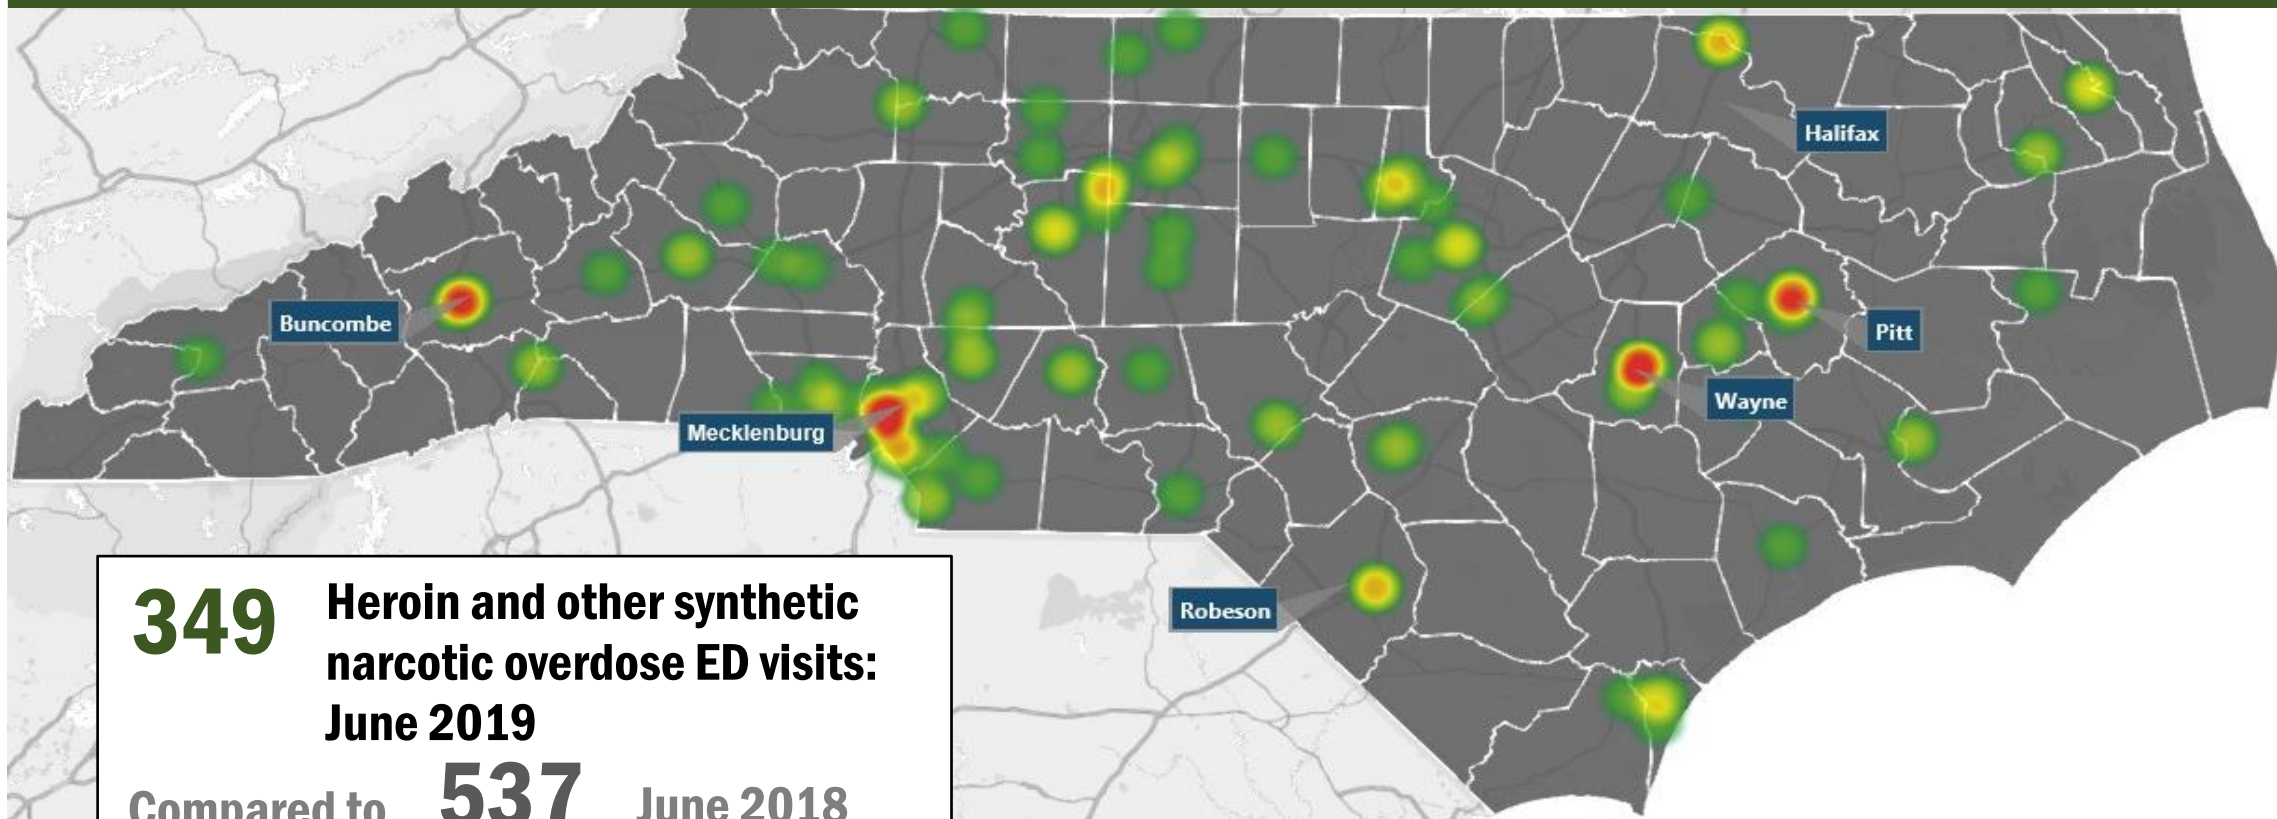 Halifax
Buncombe
Pitt
Wayne
Mecklenburg
Robeson
349 Heroin and other synthetic
narcotic overdose ED visits:
June 2019
Compared to 537 June 2018